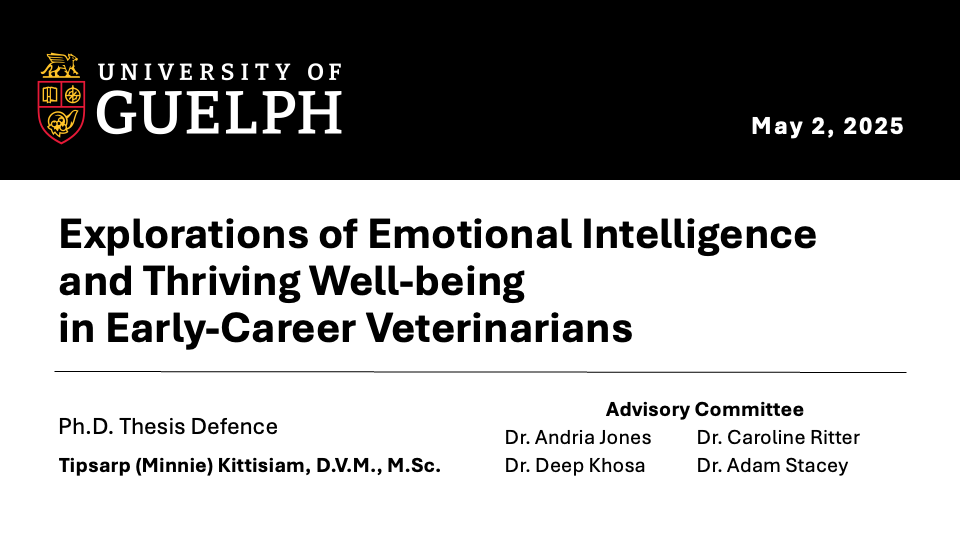 UNIVERSITY OF
GUELPH
May 2, 2025
Explorations of Emotional Intelligence
and Thriving Well-being
in Early-Career Veterinarians
Ph.D. Thesis Defence
Tipsarp (Minnie) Kittisiam, D.V.M., M.Sc.
Advisory Committee
Dr. Andria Jones
Dr. Caroline Ritter
Dr. Deep Khosa
Dr. Adam Stacey